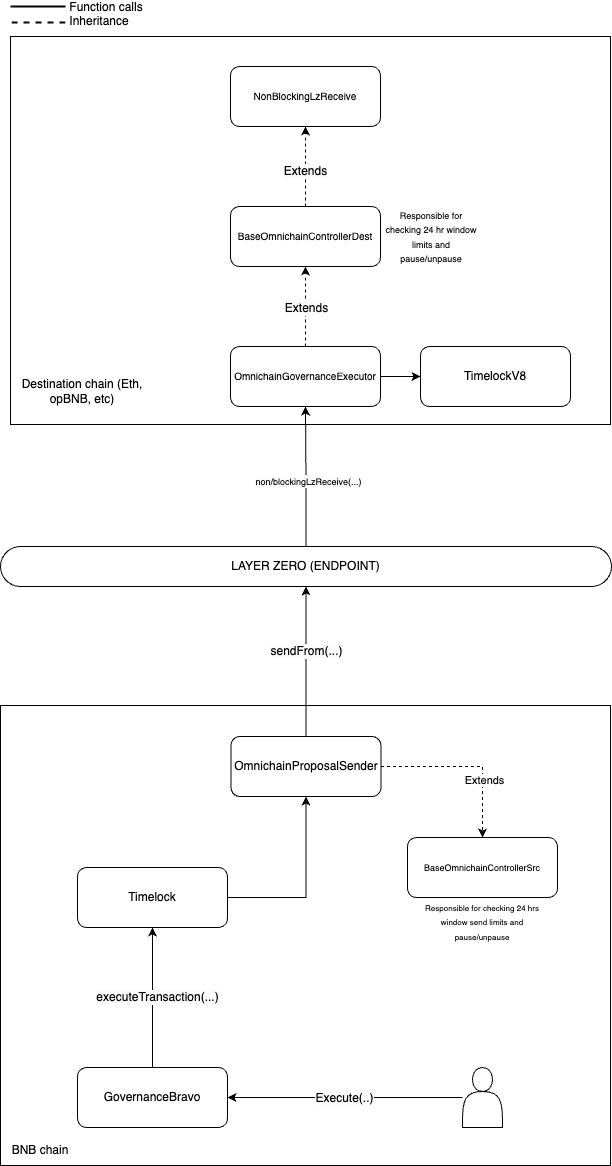 Function calls
Inheritance
NonBlockingLzReceive
Extends
BaseOmnichainControllerDest
Responsible for
checking 24 hr window
limits and
pause/unpause
Extends
OmnichainGovernanceExecutor
TimelockV8
Destination chain (Eth,
opBNB, etc)
non/blockingLzReceive(...)
LAYER ZERO (ENDPOINT)
sendFrom(...)
OmnichainProposalSender
Extends
BaseOmnichainControllerSrc
Responsible for checking 24 hrs
window send limits and
pause/unpause
Timelock
executeTransaction(...)
GovernanceBravo
Execute(..)
BNB chain